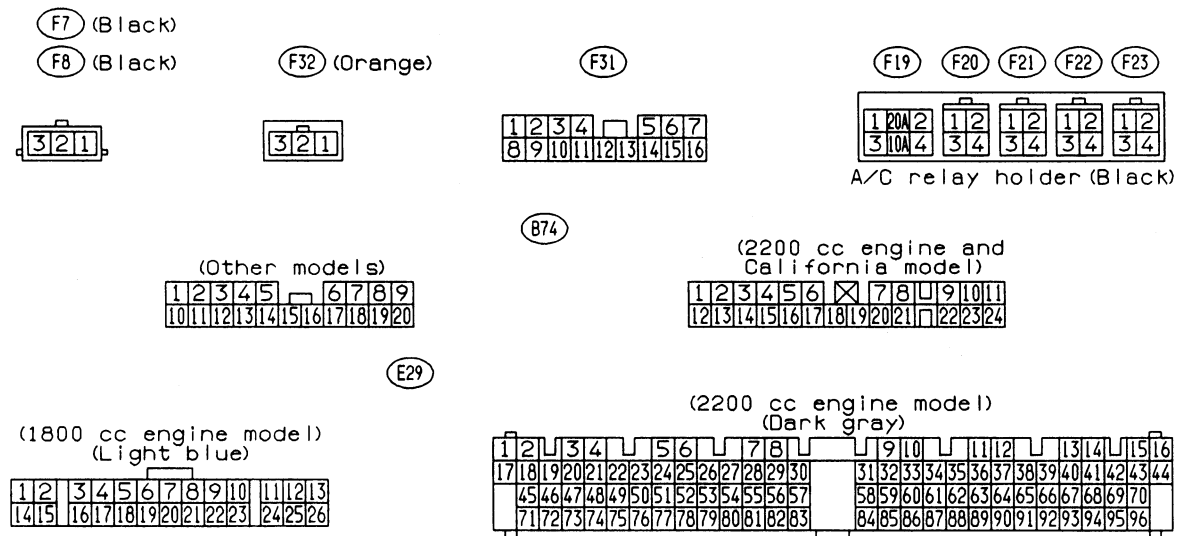 F7 (Black)
F8 (Black) F32 (Orange) F31 F19 F20 F21 F22 F23
3 2 1
3 2 1
1 2 3 4 5 6 7
8 9 10 11 12 13 14 15 16
1 20A 2 1 2 1 2 1 2 1 2
3 10A 4 3 4 3 4 3 4 3 4
A/C relay holder (Black)
B74
(Other models)
1 2 3 4 5 6 7 8 9
10 11 12 13 14 15 16 17 18 19 20
(2200 cc engine and
California model)
1 2 3 4 5 6 7 8 9 10 11
12 13 14 15 16 17 18 19 20 21 22 23 24
E29
(1800 cc engine model)
(Light blue)
1 2 3 4 5 6 7 8 9 10 11 12 13
14 15 16 17 18 19 20 21 22 23 24 25 26
(2200 cc engine model)
(Dark gray)
1 2 3 4 5 6 7 8 9 10 11 12 13 14 15 16
17 18 19 20 21 22 23 24 25 26 27 28 29 30 31 32 33 34 35 36 37 38 39 40 41 42 43 44
45 46 47 48 49 50 51 52 53 54 55 56 57 58 59 60 61 62 63 64 65 66 67 68 69 70
71 72 73 74 75 76 77 78 79 80 81 82 83 84 85 86 87 88 89 90 91 92 93 94 95 96